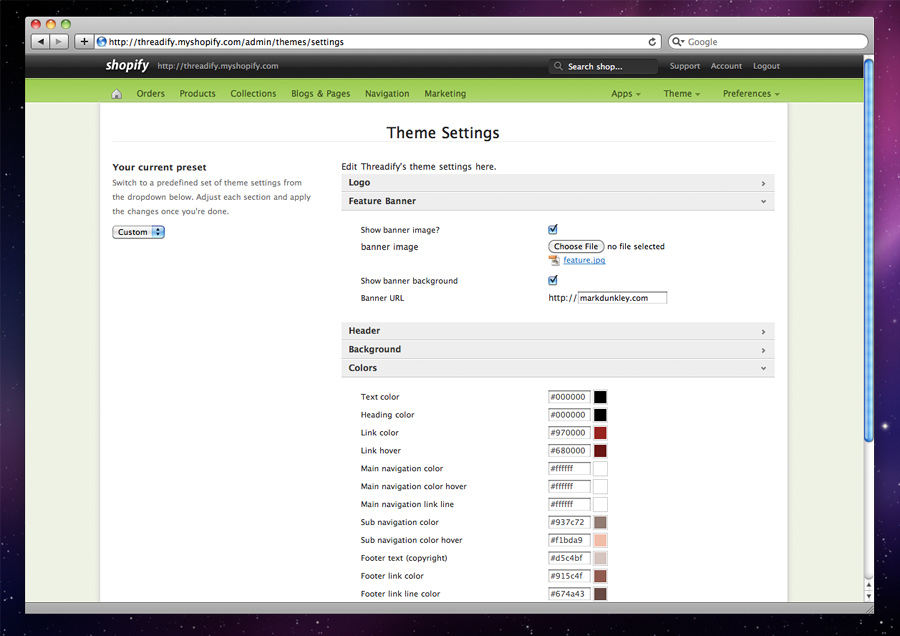 http://threadify.myshopify.com/admin/themes/settings
Google
shopify http://threadify.myshopify.com Search shop... Support Account Logout
Orders Products Collections Blogs & Pages Navigation Marketing Apps Theme Preferences
Theme Settings
Your current preset
Switch to a predefined set of theme settings from
the dropdown below. Adjust each section and apply
the changes once you're done.
Custom
Edit Threadify's theme settings here.
Logo
Feature Banner
Show banner image?
banner image Choose File no file selected
feature.jpg
Show banner background
Banner URL http:// markdunkley.com
Header
Background
Colors
Text color #000000
Heading color #000000
Link color #970000
Link hover #680000
Main navigation color #ffffff
Main navigation color hover #ffffff
Main navigation link line #ffffff
Sub navigation color #937c72
Sub navigation color hover #f1bda9
Footer text (copyright) #d5c4bf
Footer link color #915c4f
Footer link line color #674a43